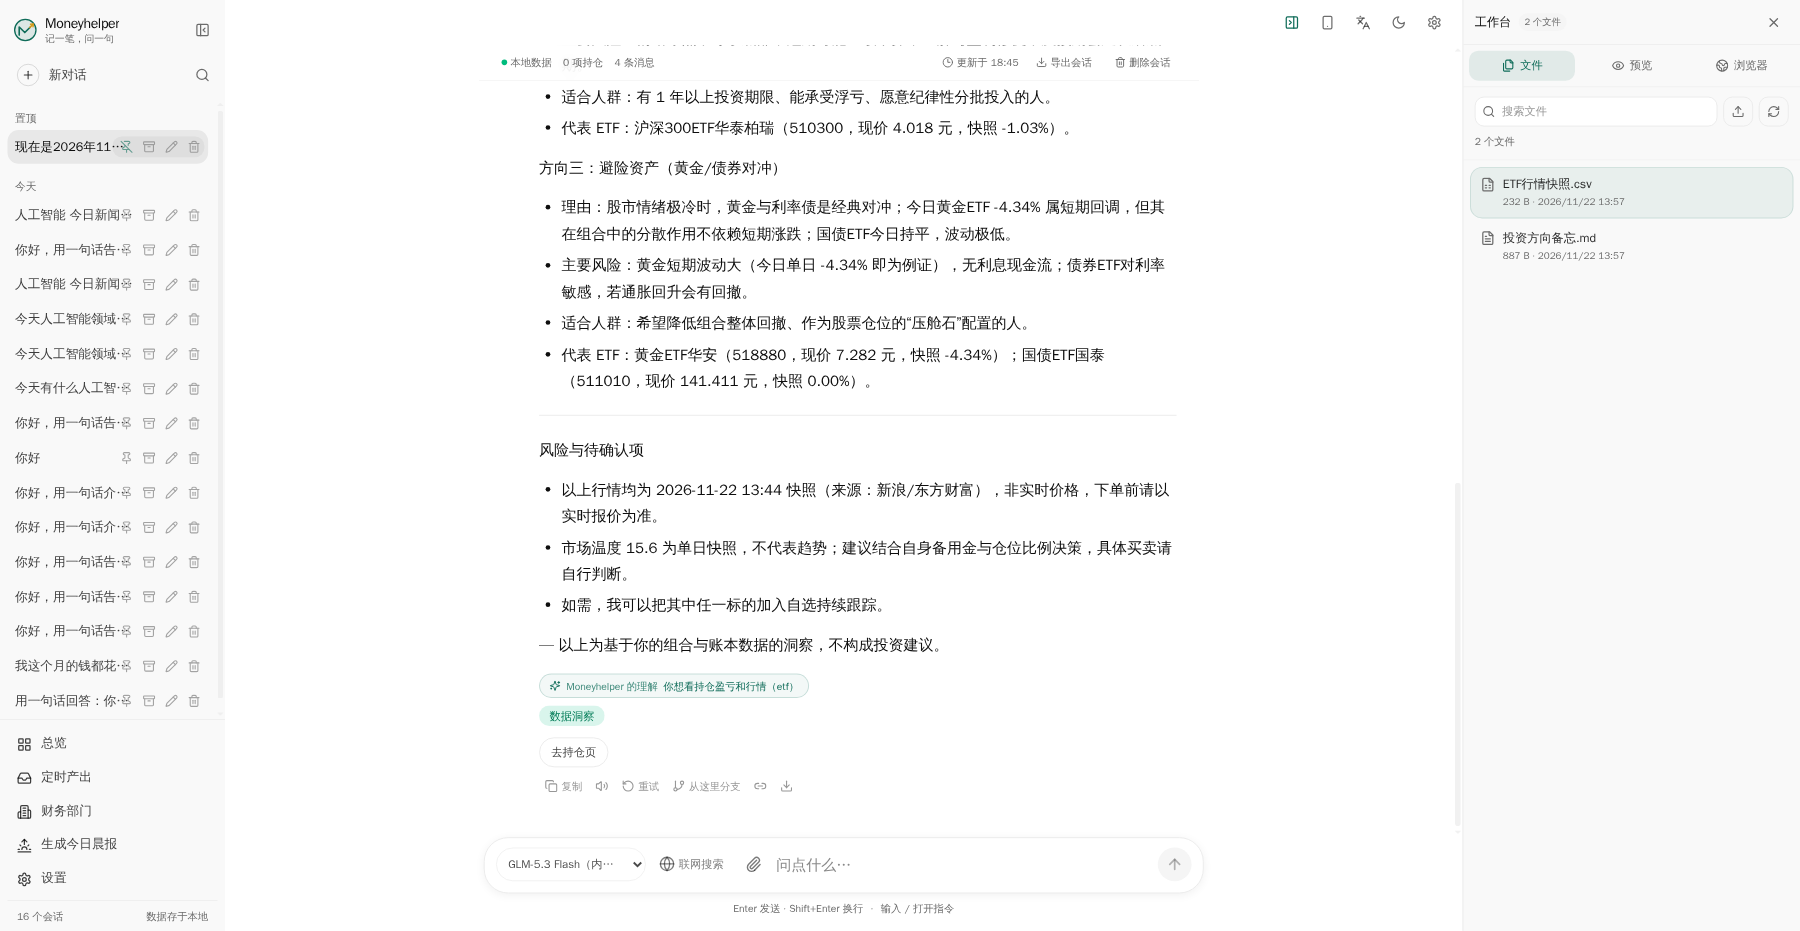 Moneyhelper
记一笔，问一句
新对话
置顶
现在是2026年11…
今天
人工智能 今日新闻…
你好，用一句话告…
人工智能 今日新闻…
今天人工智能领域…
今天人工智能领域…
今天有什么人工智…
你好，用一句话告…
你好
你好，用一句话介…
你好，用一句话介…
你好，用一句话告…
你好，用一句话告…
你好，用一句话告…
我这个月的钱都花…
用一句话回答：你…
总览
定时产出
财务部门
生成今日晨报
设置
16 个会话 数据存于本地
本地数据 0 项持仓 4 条消息 更新于 18:45 导出会话 删除会话
• 适合人群：有 1 年以上投资期限、能承受浮亏、愿意纪律性分批投入的人。
• 代表 ETF：沪深300ETF华泰柏瑞（510300，现价 4.018 元，快照 -1.03%）。
方向三：避险资产（黄金/债券对冲）
• 理由：股市情绪极冷时，黄金与利率债是经典对冲；今日黄金ETF -4.34% 属短期回调，但其
在组合中的分散作用不依赖短期涨跌；国债ETF今日持平，波动极低。
• 主要风险：黄金短期波动大（今日单日 -4.34% 即为例证），无利息现金流；债券ETF对利率
敏感，若通胀回升会有回撤。
• 适合人群：希望降低组合整体回撤、作为股票仓位的“压舱石”配置的人。
• 代表 ETF：黄金ETF华安（518880，现价 7.282 元，快照 -4.34%）；国债ETF国泰
（511010，现价 141.411 元，快照 0.00%）。
风险与待确认项
• 以上行情均为 2026-11-22 13:44 快照（来源：新浪/东方财富），非实时价格，下单前请以
实时报价为准。
• 市场温度 15.6 为单日快照，不代表趋势；建议结合自身备用金与仓位比例决策，具体买卖请
自行判断。
• 如需，我可以把其中任一标的加入自选持续跟踪。
— 以上为基于你的组合与账本数据的洞察，不构成投资建议。
Moneyhelper 的理解 你想看持仓盈亏和行情（etf）
数据洞察
去持仓页
复制 重试 从这里分支
GLM-5.3 Flash（内… 联网搜索 问点什么…
Enter 发送 · Shift+Enter 换行 · 输入 / 打开指令
工作台 2 个文件
文件 预览 浏览器
搜索文件
2 个文件
ETF行情快照.csv
232 B · 2026/11/22 13:57
投资方向备忘.md
887 B · 2026/11/22 13:57